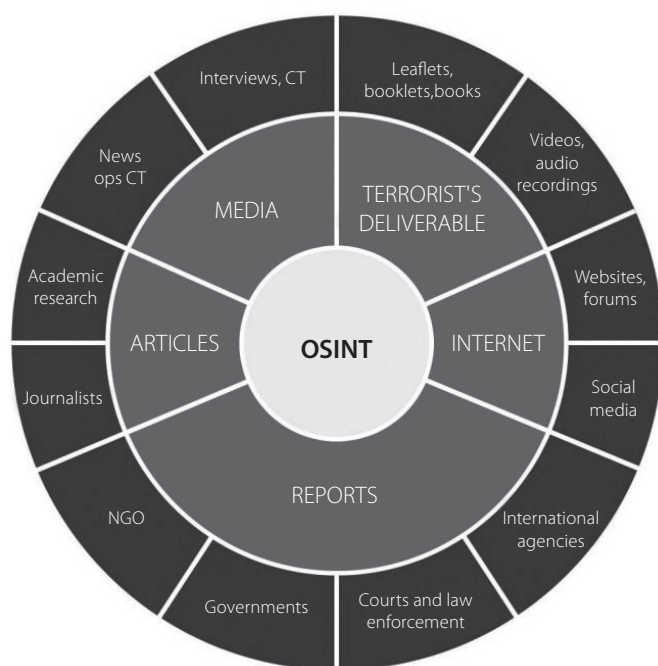 Interviews, CT
Leaflets,
booklets,books
News
ops CT
Videos,
audio
recordings
MEDIA
TERRORIST'S
DELIVERABLE
Academic
research
Websites,
forums
ARTICLES
OSINT
INTERNET
Journalists
Social
media
REPORTS
NGO
International
agencies
Governments
Courts and law
enforcement